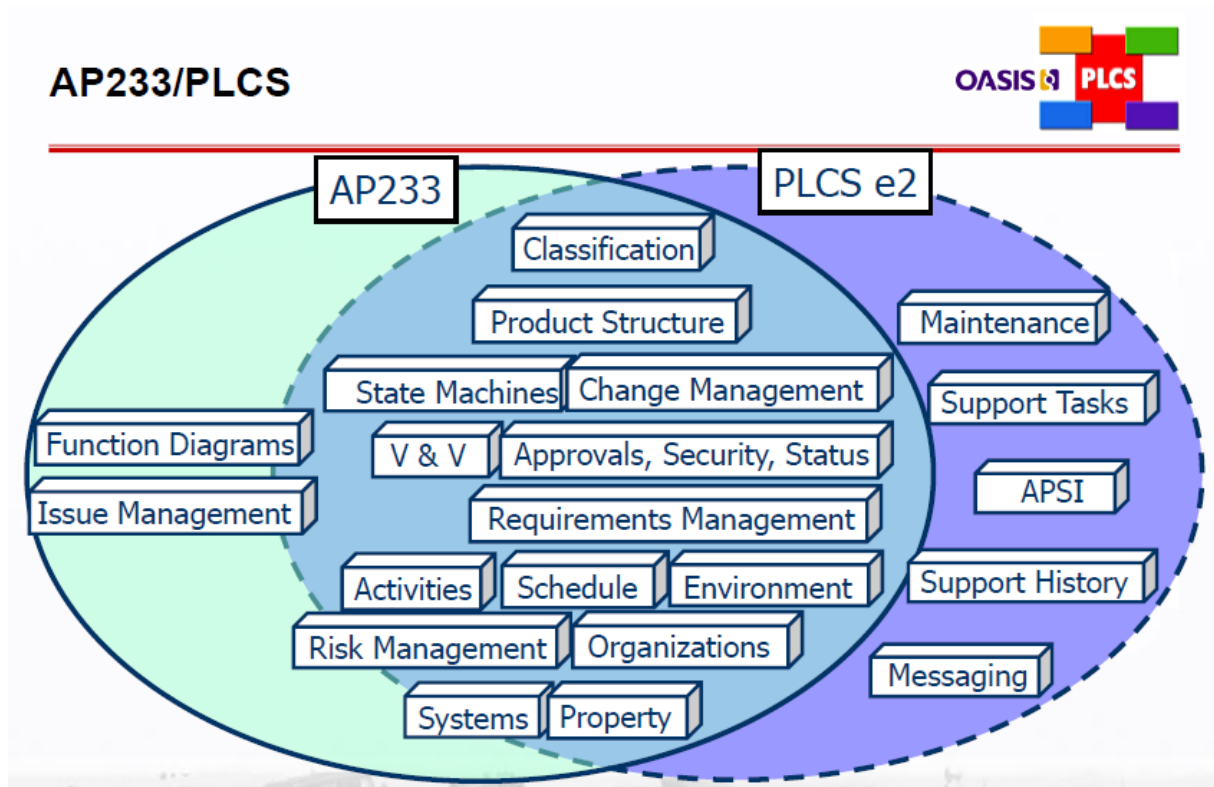 AP233/PLCS
OASIS PLCS
AP233
PLCS e2
Classification
Product Structure
Maintenance
State Machines
Change Management
Support Tasks
Function Diagrams
V & V
Approvals, Security, Status
Issue Management
Requirements Management
APSI
Activities
Schedule
Environment
Support History
Risk Management
Organizations
Messaging
Systems
Property